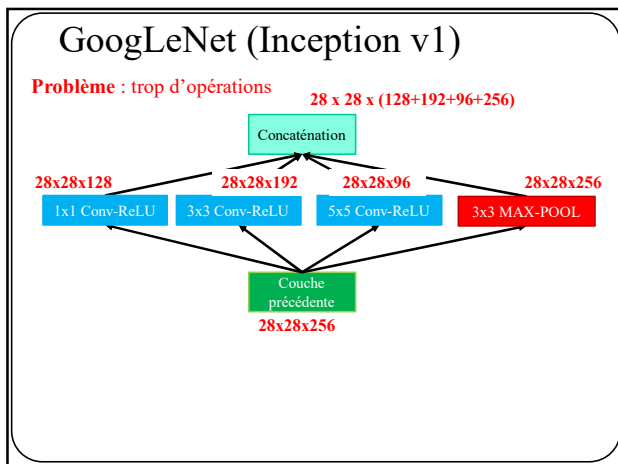 GoogLeNet (Inception v1)
Problème : trop d'opérations
28 x 28 x (128+192+96+256)
Concaténation
28x28x128
28x28x192
28x28x96
28x28x256
1x1 Conv-ReLU
3x3 Conv-ReLU
5x5 Conv-ReLU
3x3 MAX-POOL
Couche
précédente
28x28x256